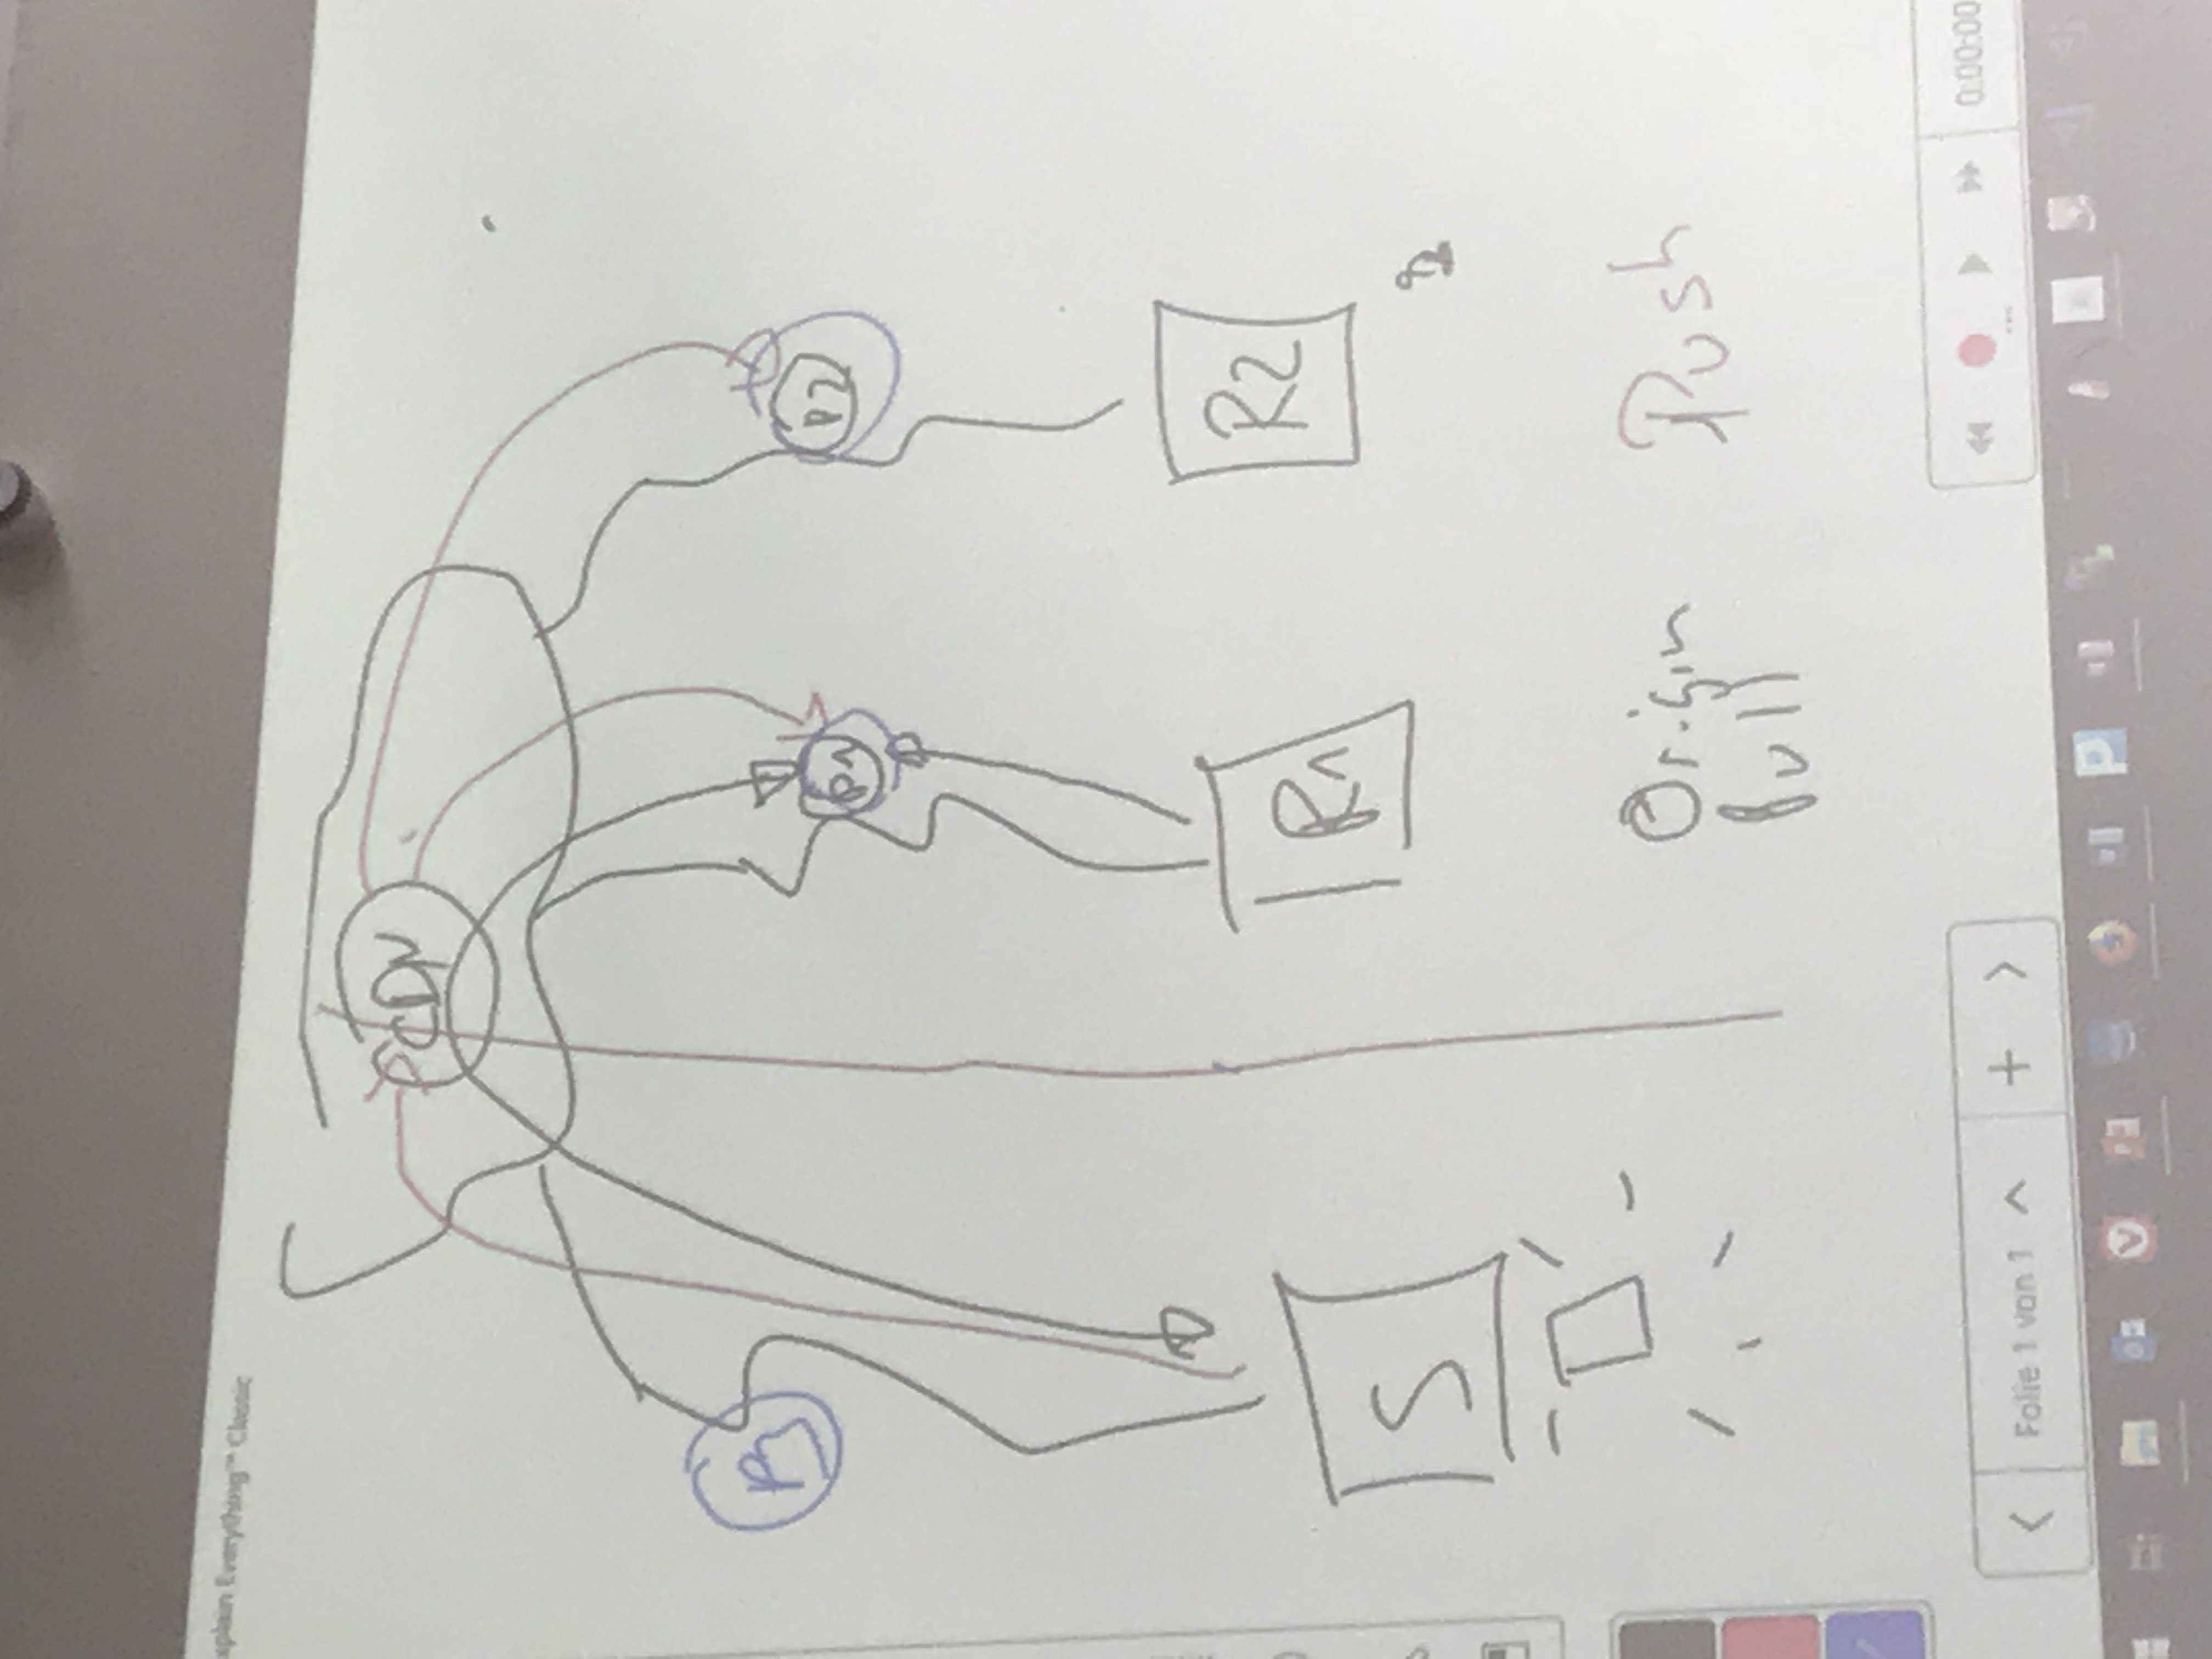 xplain Everything™ Classic
CDN
P3
P1
P2
R2
R1
S
Origin
Pull
Push
Folie 1 von 1
0:00:00